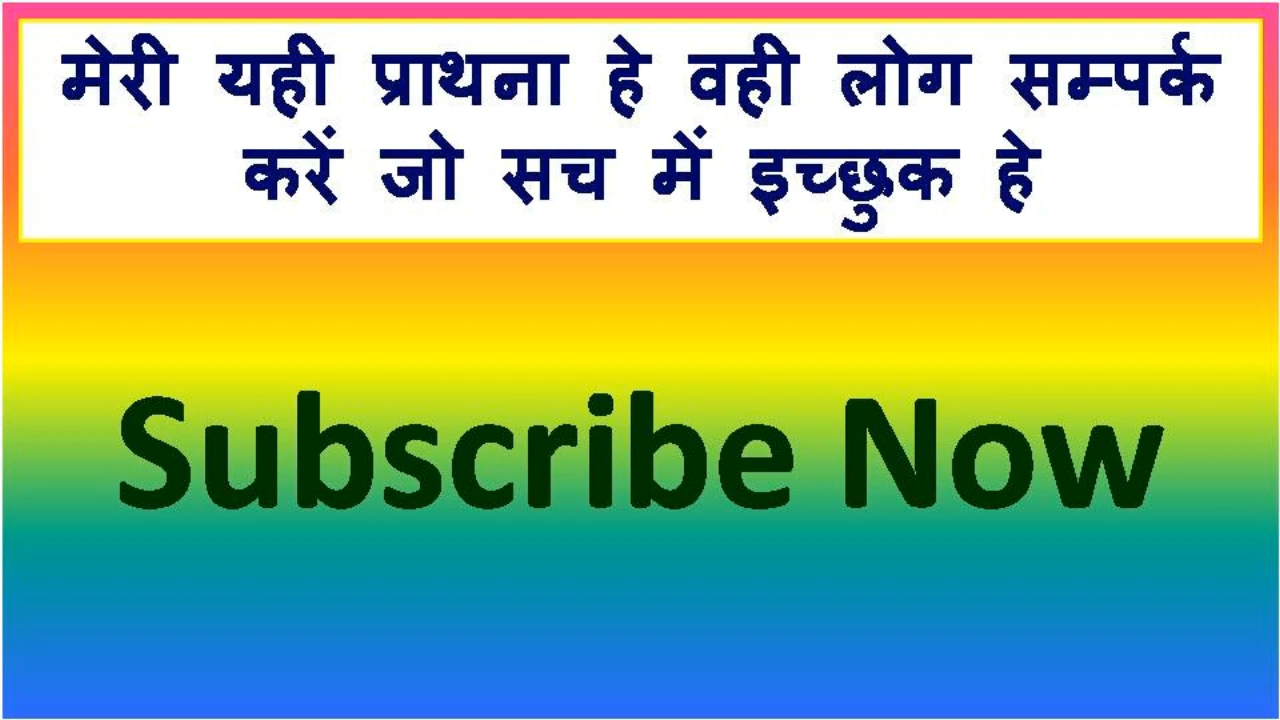 मेरी यही प्राथना हे वही लोग सम्पर्क
करें जो सच में इच्छुक हे
Subscribe Now